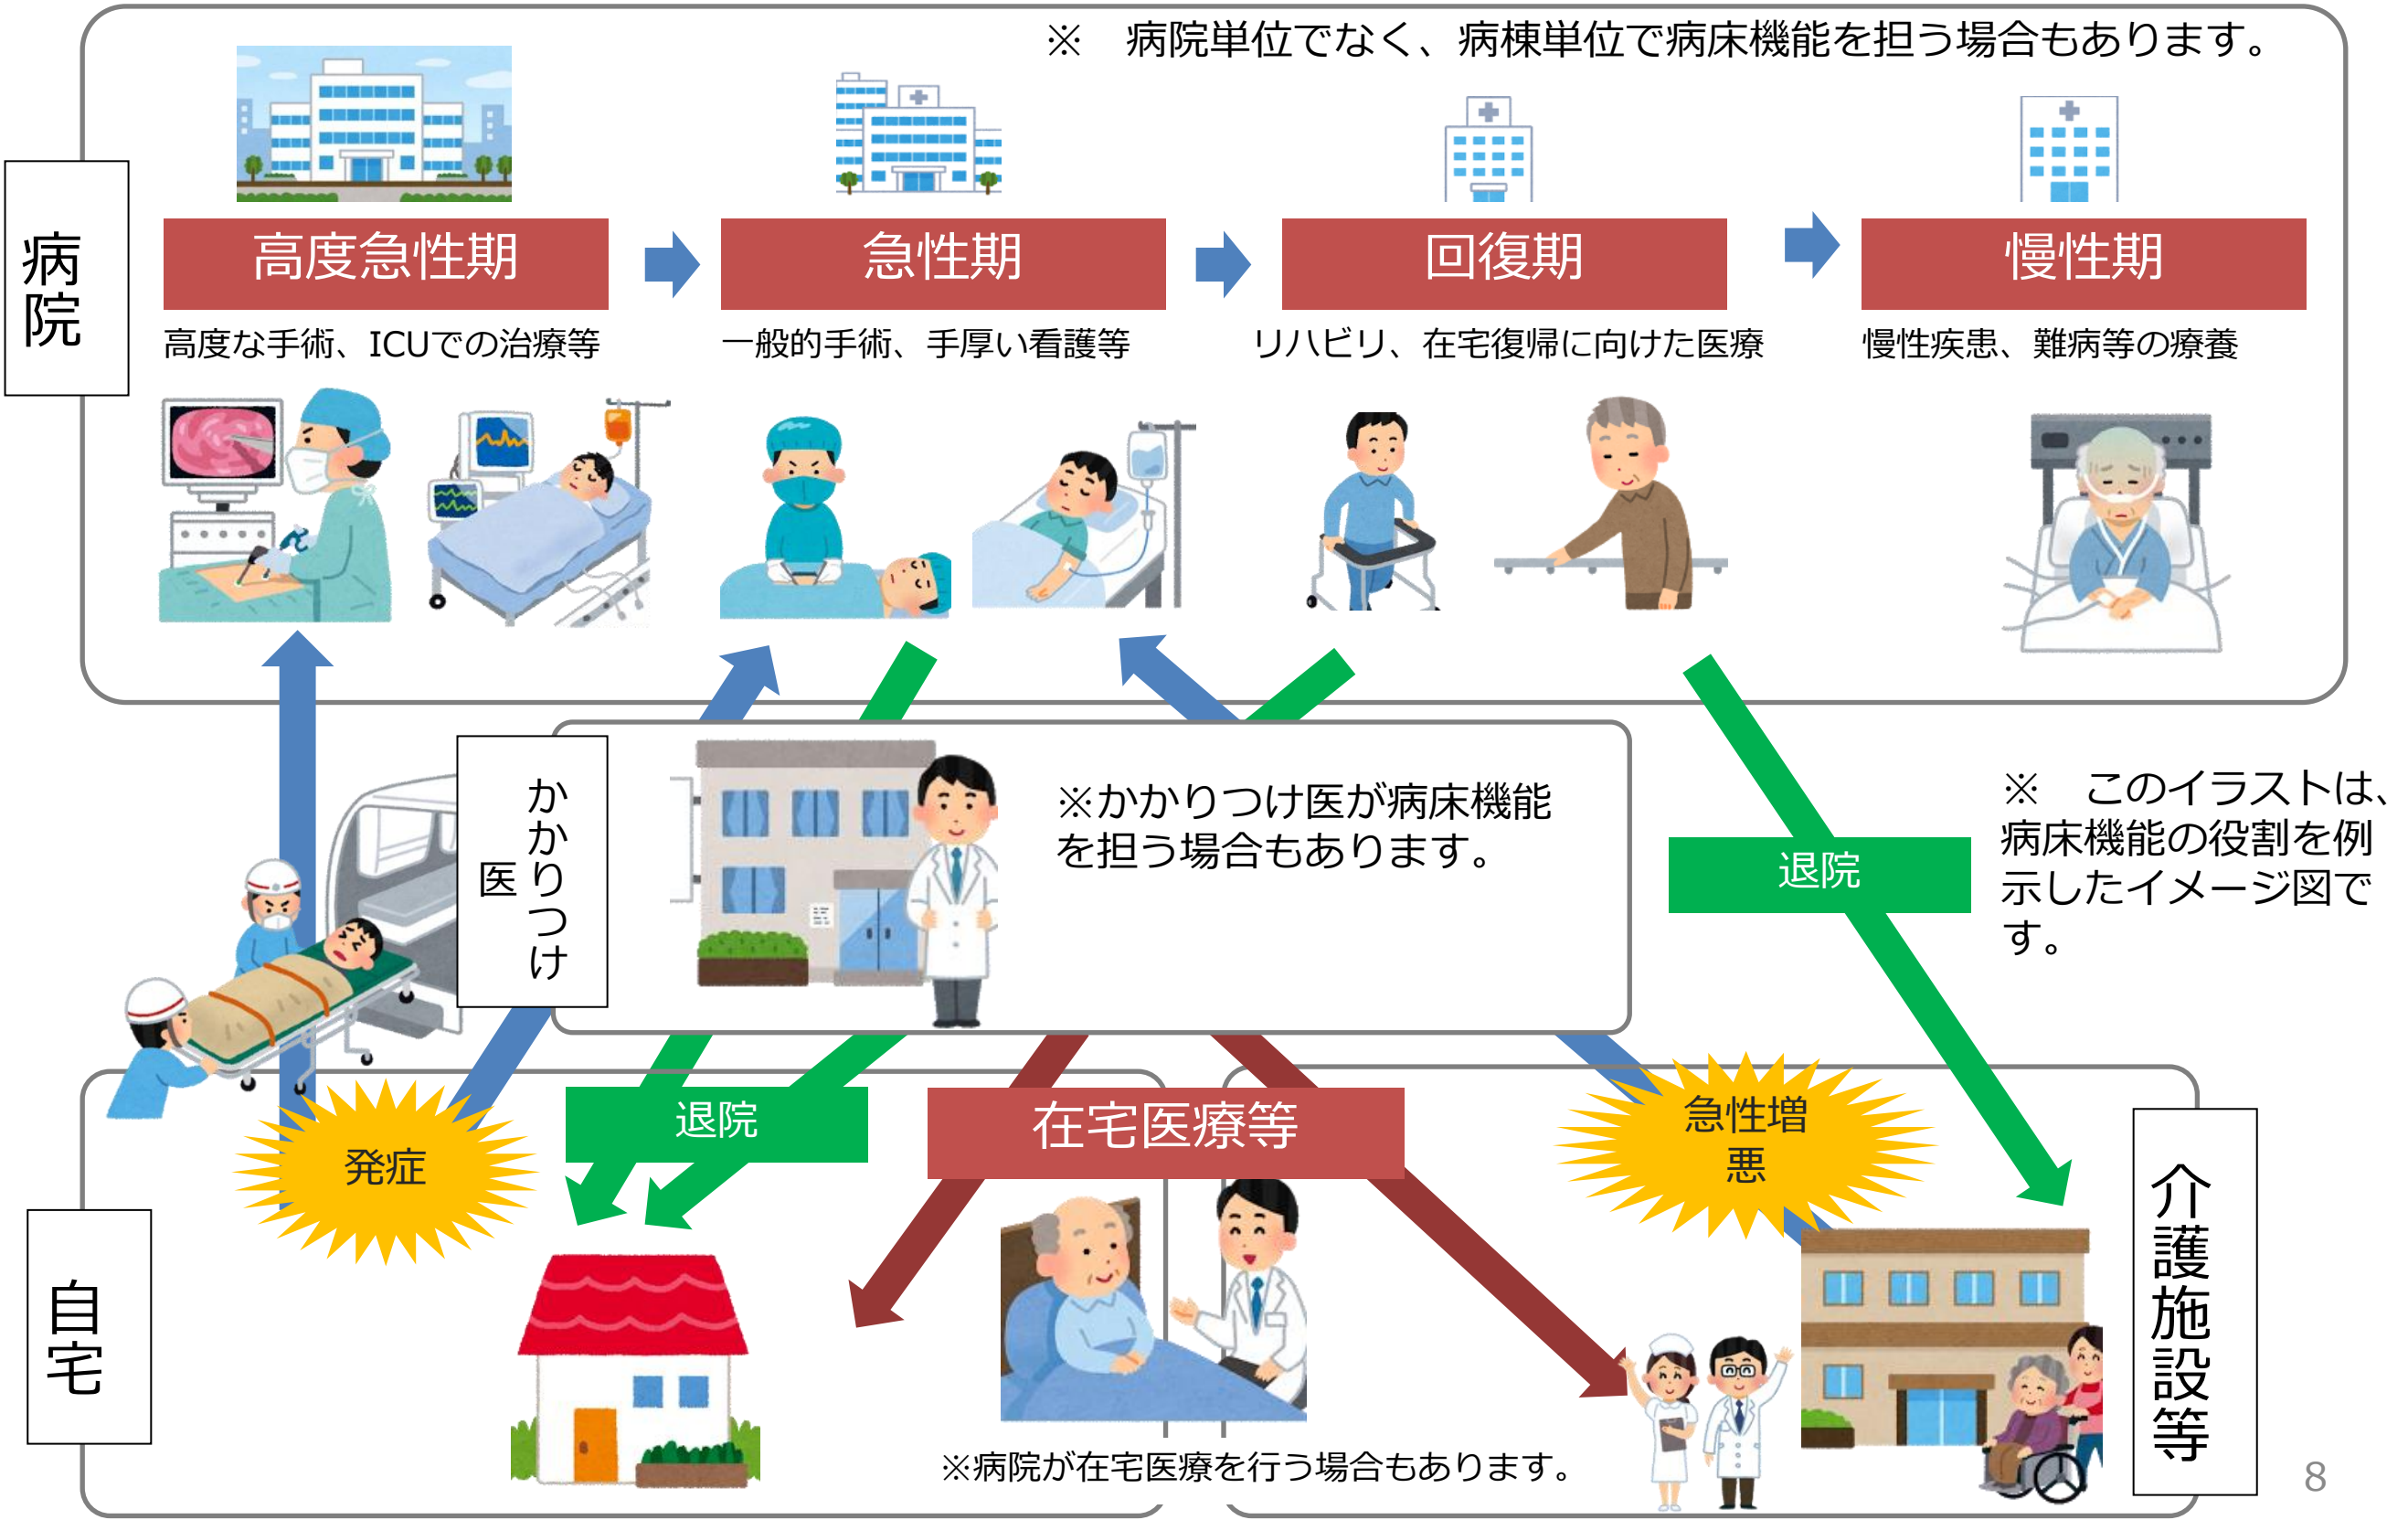 ※　病院単位でなく、病棟単位で病床機能を担う場合もあります。
病院
高度急性期
急性期
回復期
慢性期
高度な手術、ICUでの治療等
一般的手術、手厚い看護等
リハビリ、在宅復帰に向けた医療
慢性疾患、難病等の療養
かかりつけ
医
※かかりつけ医が病床機能
を担う場合もあります。
退院
※　このイラストは、
病床機能の役割を例
示したイメージ図で
す。
発症
退院
在宅医療等
急性増
悪
自宅
介護施設等
※病院が在宅医療を行う場合もあります。
8